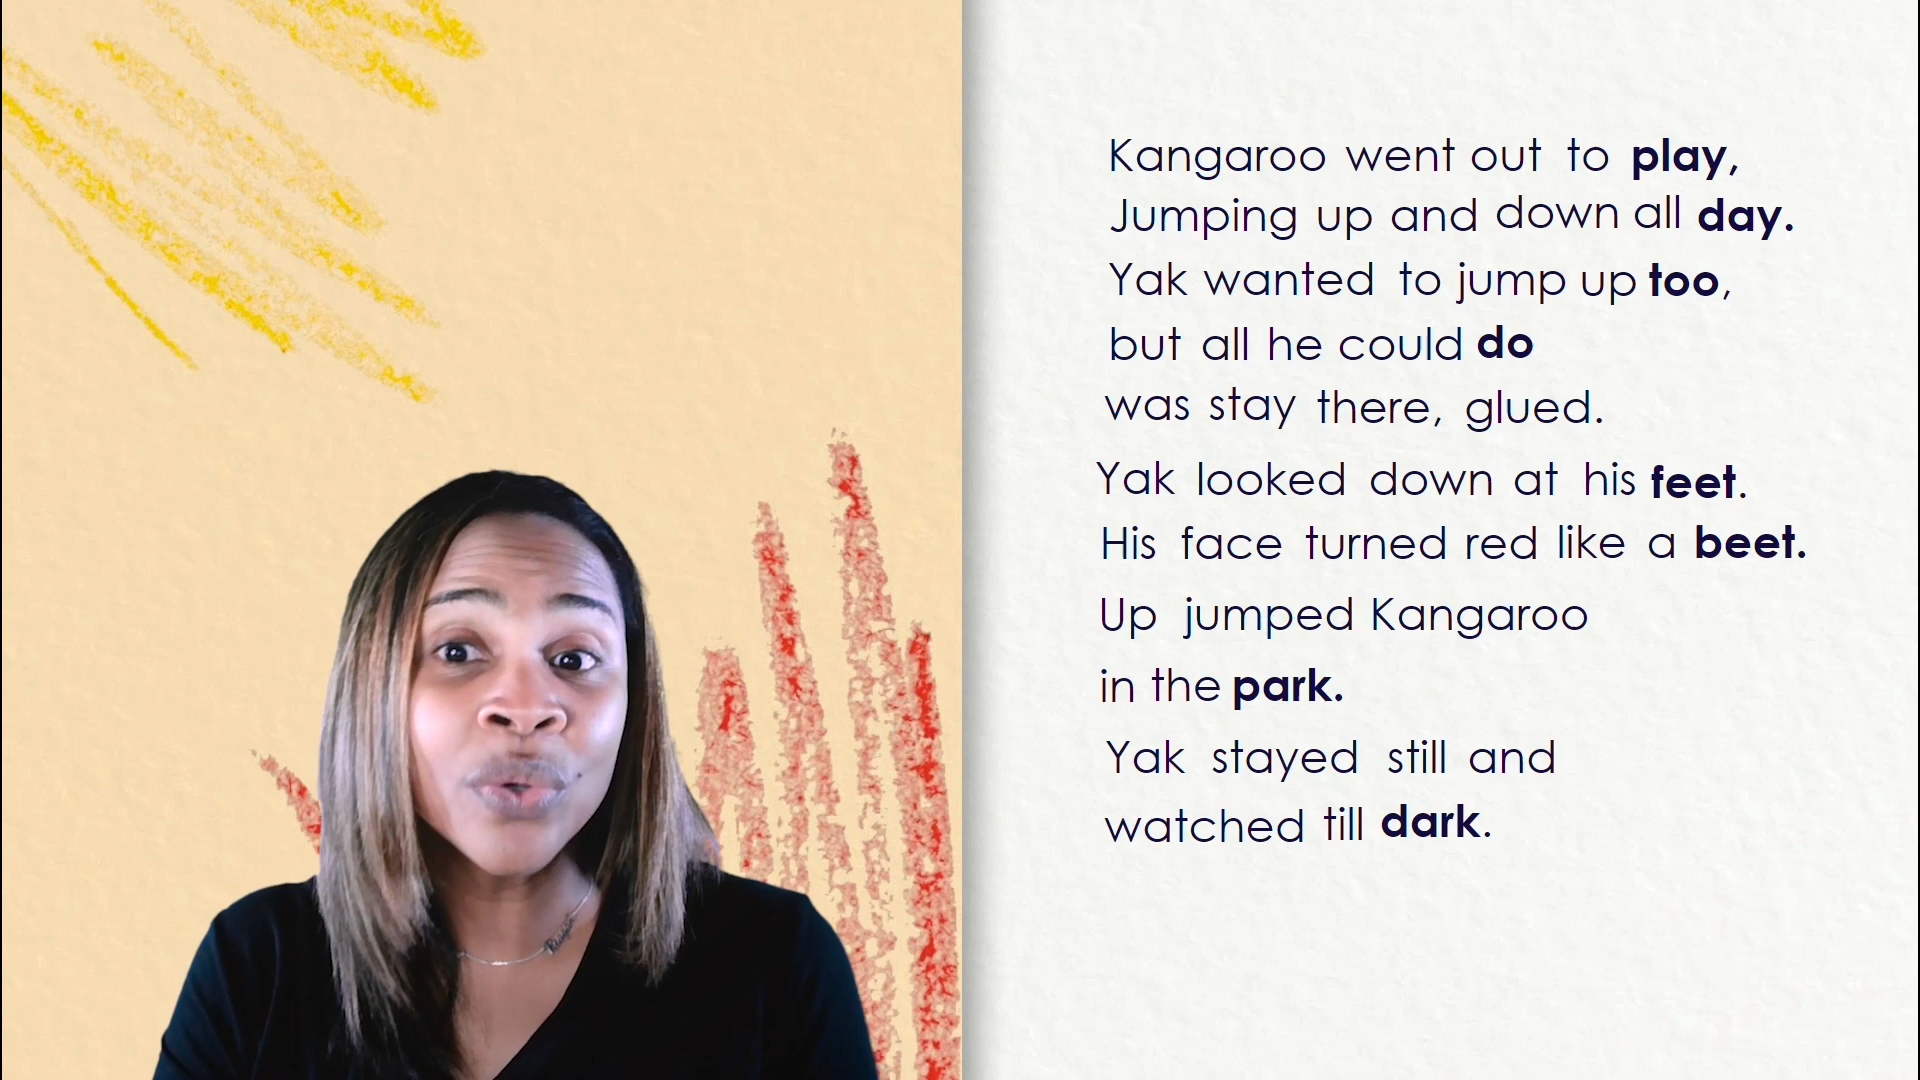 Kangaroo went out to play,
Jumping up and down all day.
Yak wanted to jump up too,
but all he could do
was stay there, glued.
Yak looked down at his feet.
His face turned red like a beet.
Up jumped Kangaroo
in the park.
Yak stayed still and
watched till dark.